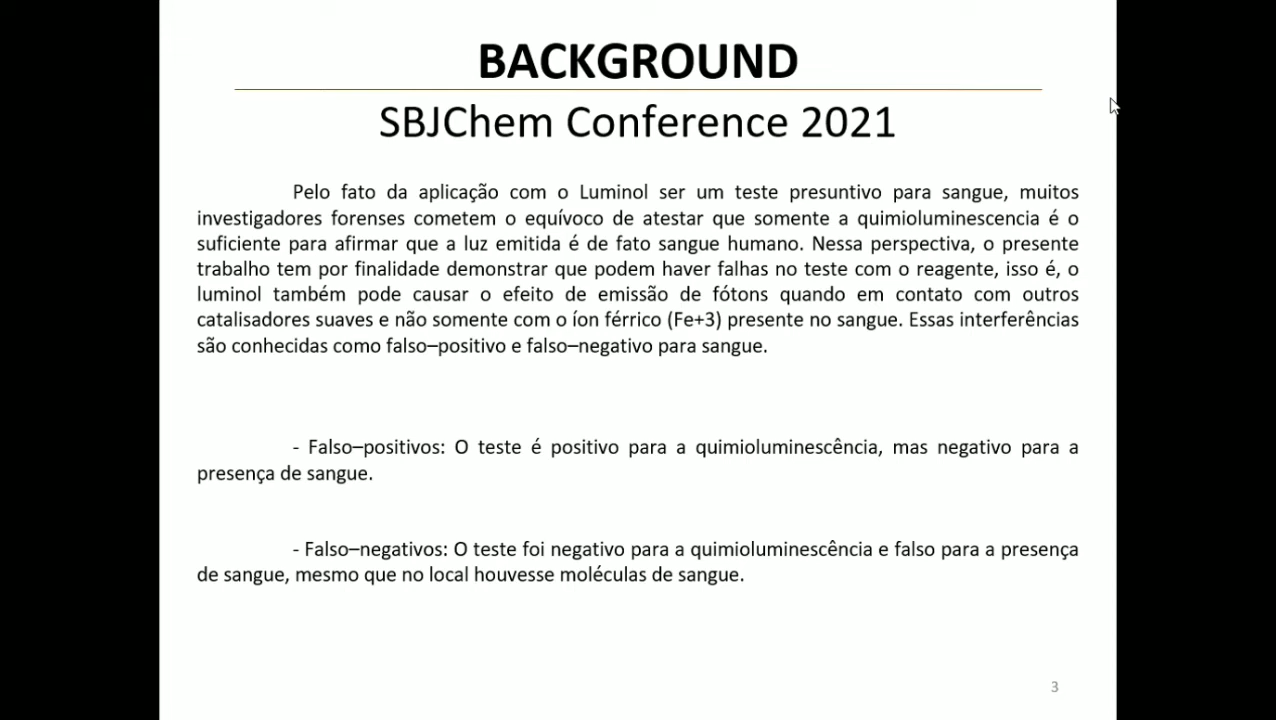 BACKGROUND
SBJChem Conference 2021
Pelo fato da aplicação com o Luminol ser um teste presuntivo para sangue, muitos
investigadores forenses cometem o equívoco de atestar que somente a quimioluminescencia é o
suficiente para afirmar que a luz emitida é de fato sangue humano. Nessa perspectiva, o presente
trabalho tem por finalidade demonstrar que podem haver falhas no teste com o reagente, isso é, o
luminol também pode causar o efeito de emissão de fótons quando em contato com outros
catalisadores suaves e não somente com o íon férrico (Fe+3) presente no sangue. Essas interferências
são conhecidas como falso–positivo e falso–negativo para sangue.
- Falso–positivos: O teste é positivo para a quimioluminescência, mas negativo para a
presença de sangue.
- Falso–negativos: O teste foi negativo para a quimioluminescência e falso para a presença
de sangue, mesmo que no local houvesse moléculas de sangue.
3